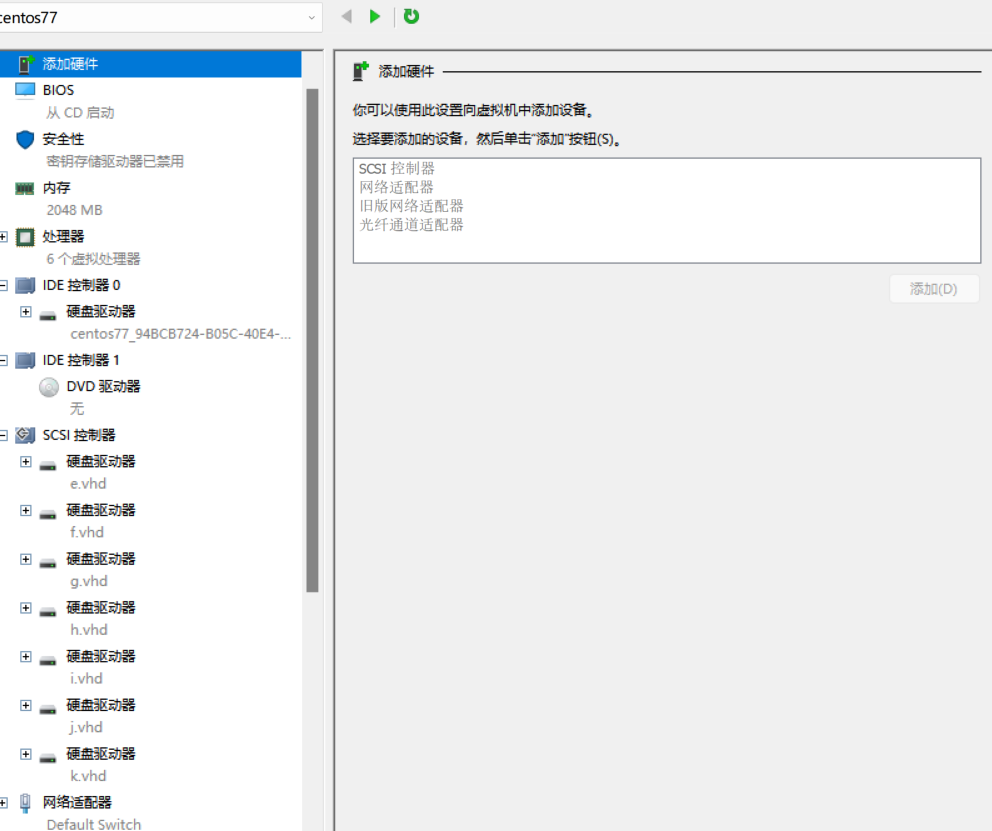 centos77
添加硬件
BIOS
从 CD 启动
安全性
密钥存储驱动器已禁用
内存
2048 MB
处理器
6 个虚拟处理器
IDE 控制器 0
硬盘驱动器
centos77_94BCB724-B05C-40E4-...
IDE 控制器 1
DVD 驱动器
无
SCSI 控制器
硬盘驱动器
e.vhd
硬盘驱动器
f.vhd
硬盘驱动器
g.vhd
硬盘驱动器
h.vhd
硬盘驱动器
i.vhd
硬盘驱动器
j.vhd
硬盘驱动器
k.vhd
网络适配器
Default Switch
添加硬件
你可以使用此设置向虚拟机中添加设备。
选择要添加的设备，然后单击"添加"按钮(S)。
SCSI 控制器
网络适配器
旧版网络适配器
光纤通道适配器
添加(D)